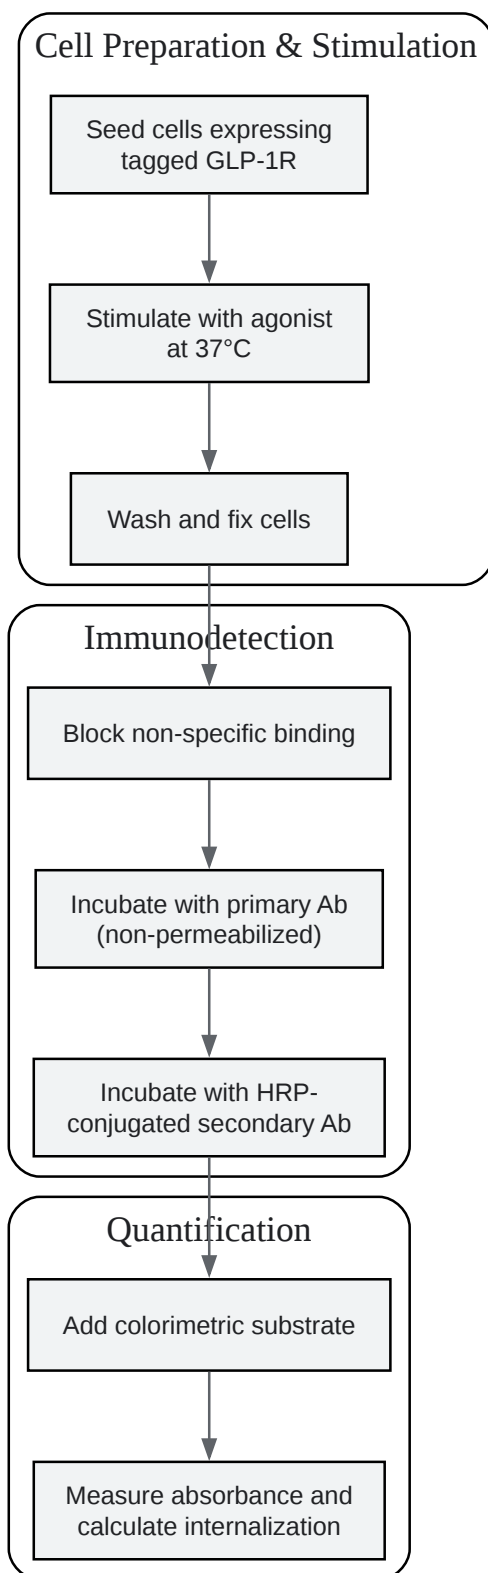 Cell Preparation & Stimulation
Seed cells expressing
tagged GLP-1R
Stimulate with agonist
at 37°C
Wash and fix cells
Immunodetection
Block non-specific binding
Incubate with primary Ab
(non-permeabilized)
Incubate with HRP-
conjugated secondary Ab
Quantification
Add colorimetric substrate
Measure absorbance and
calculate internalization